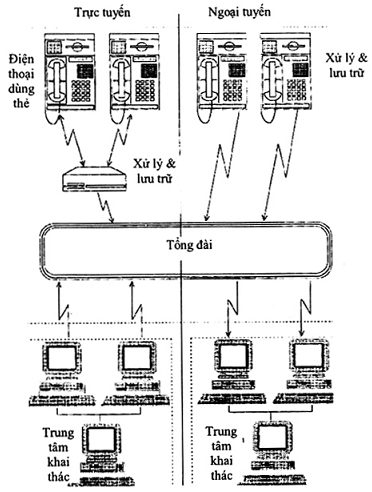 Trực tuyến
Ngoại tuyến
Điện
thoại
dùng
thẻ
Xử lý &
lưu trữ
Xử lý &
lưu trữ
Tổng đài
Trung
tâm
khai
thác
Trung
tâm
khai
thác